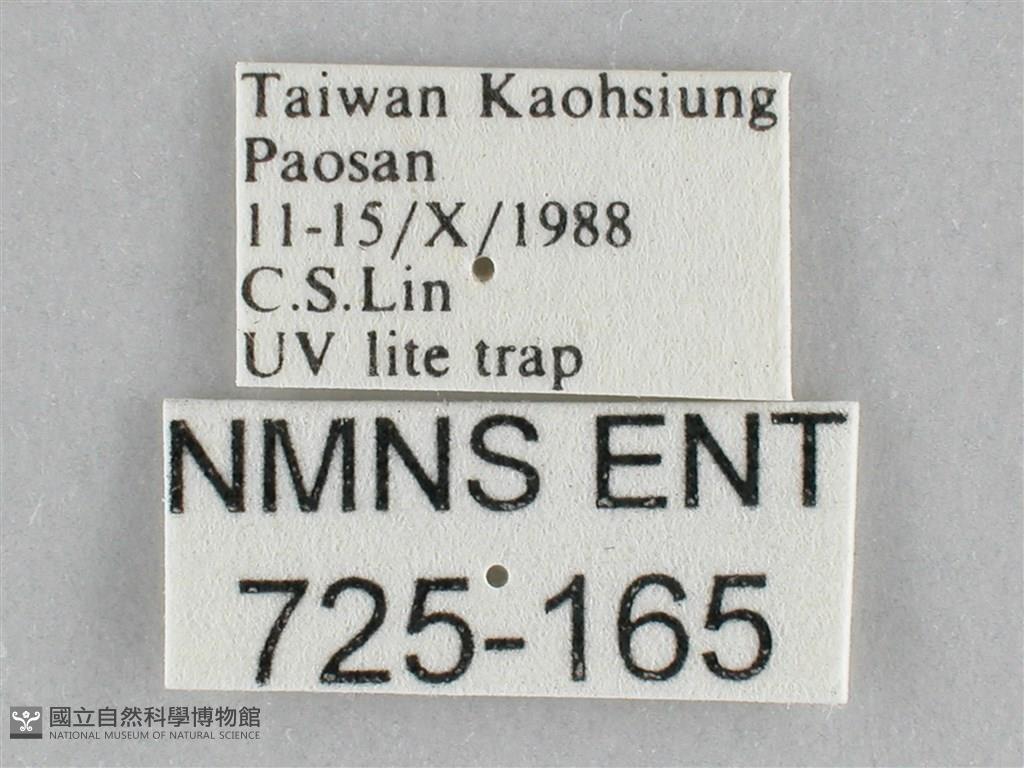 Taiwan Kaohsiung
Paosan
11-15/X/1988
C.S.Lin
UV lite trap
NMNS ENT
725-165
國立自然科學博物館
NATIONAL MUSEUM OF NATURAL SCIENCE